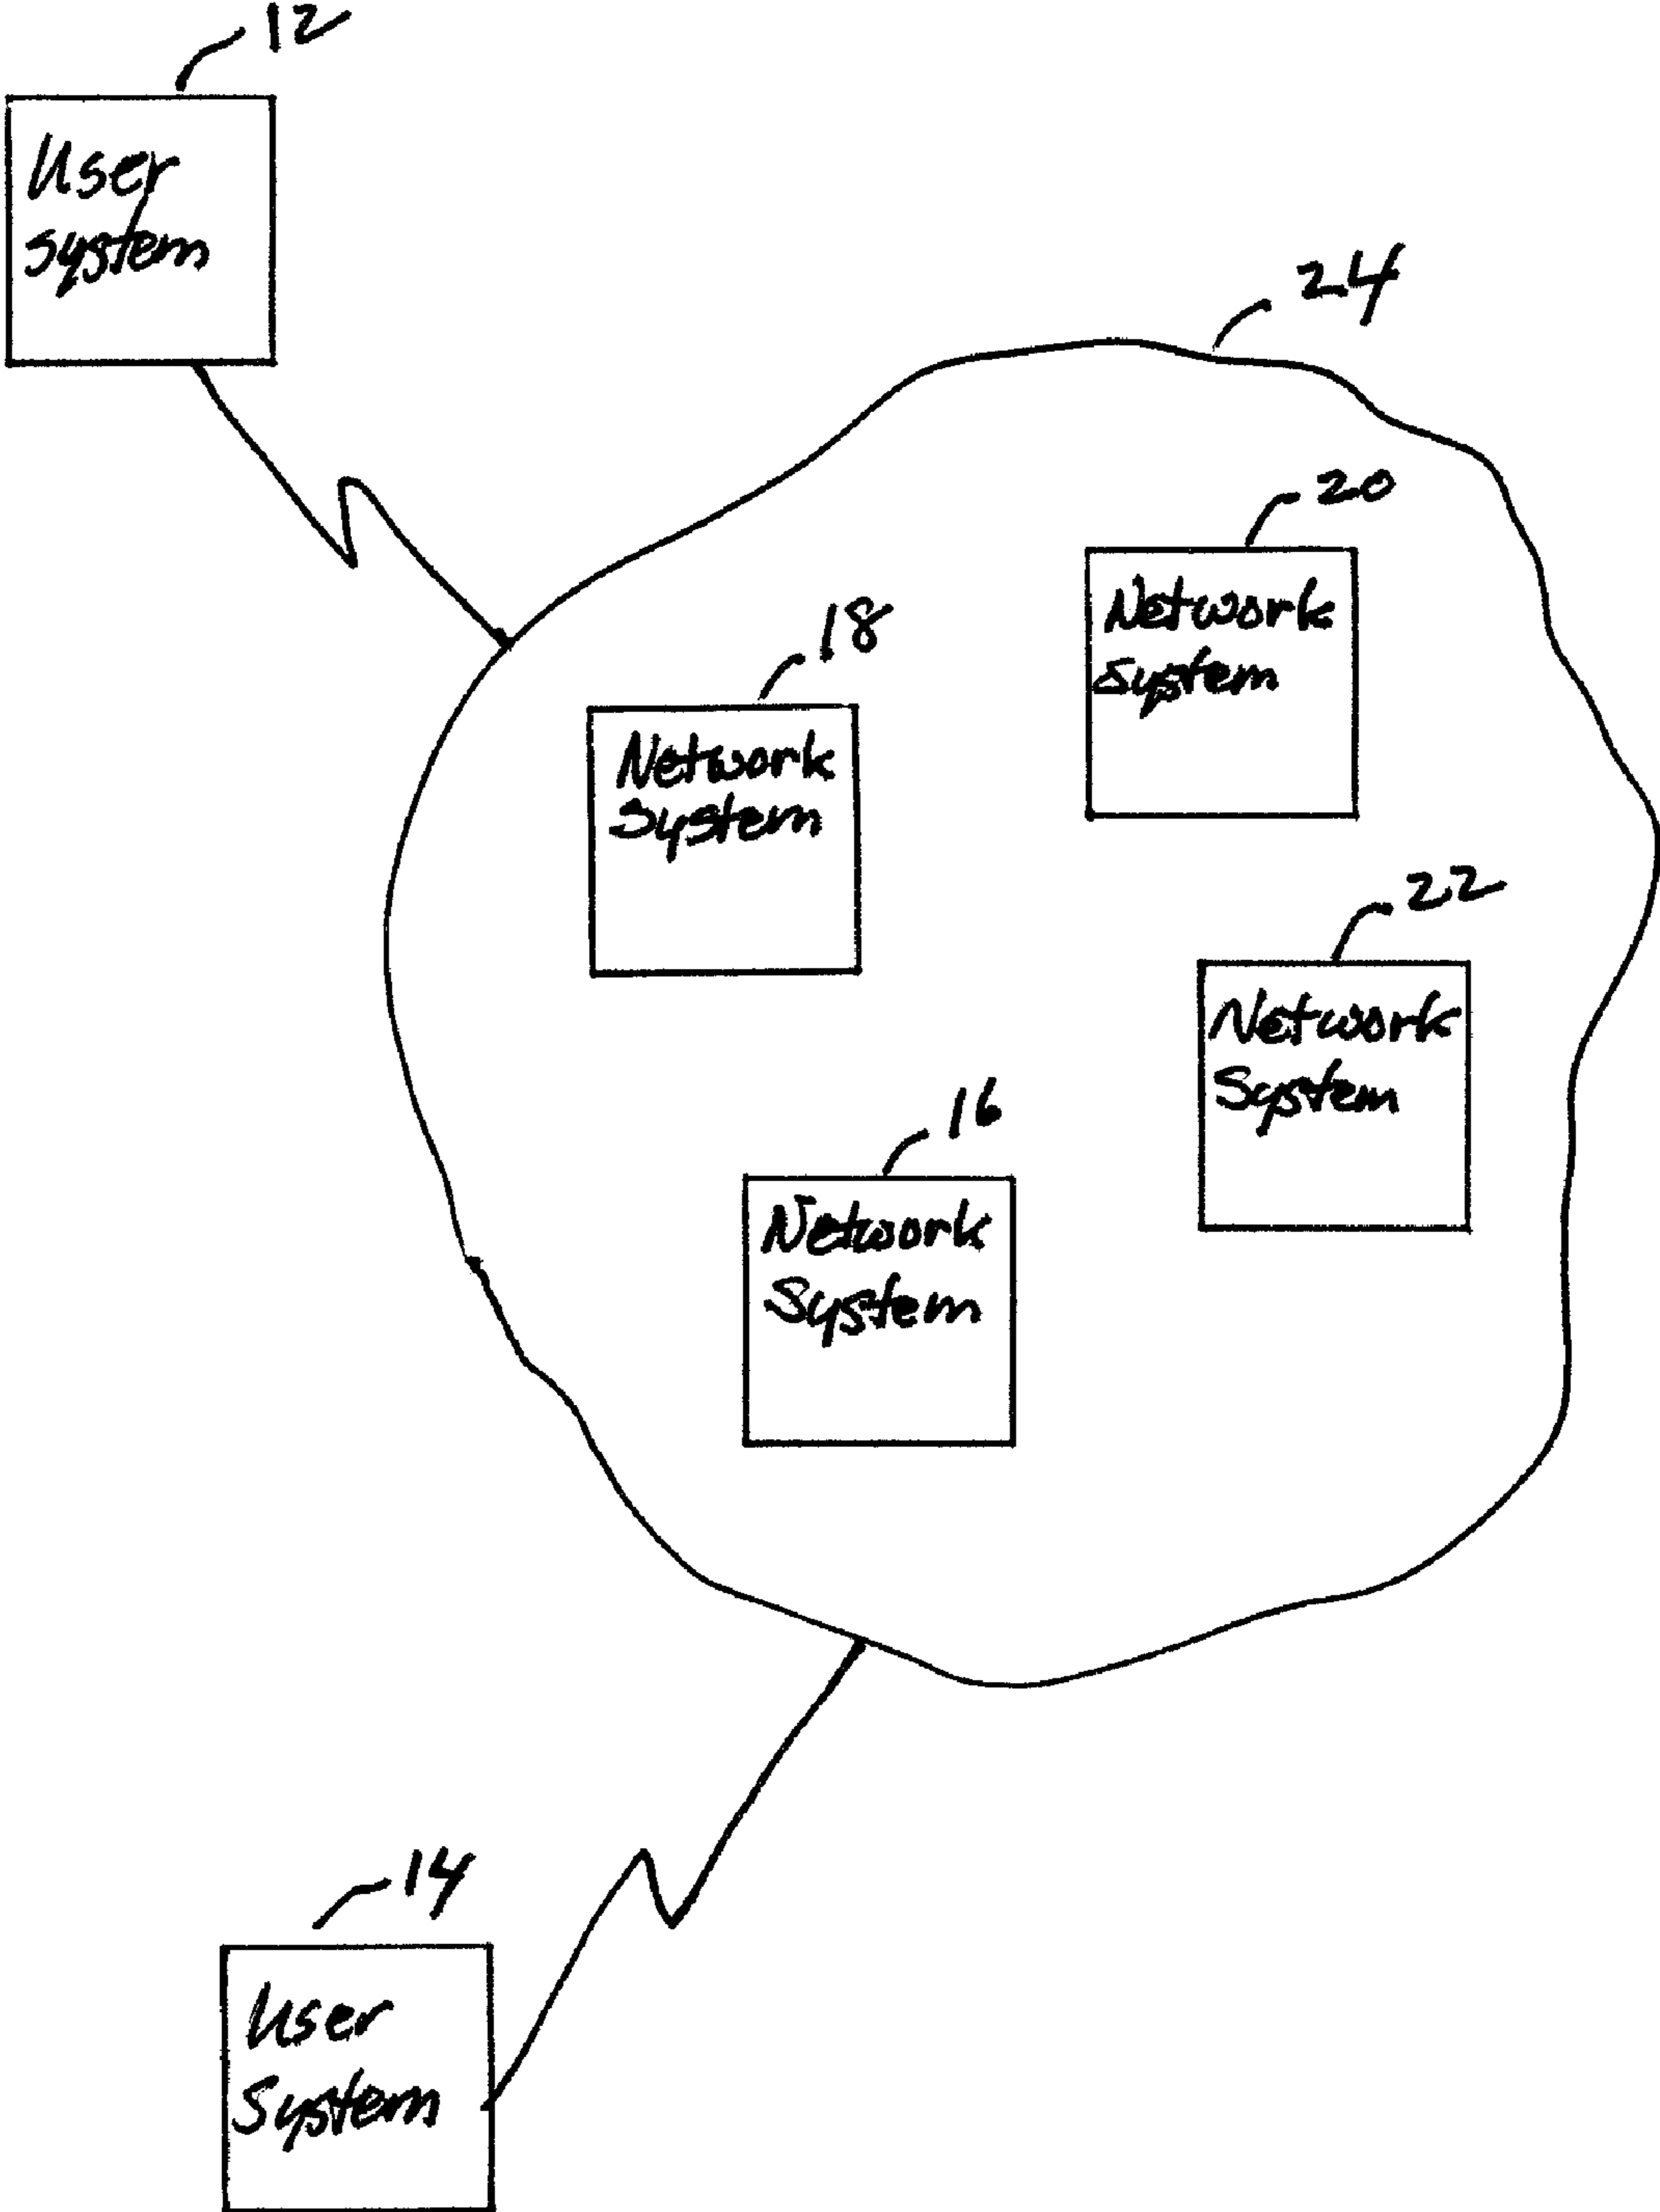 12
User
system
24
20
Network
System
18
Network
System
22
Network
System
16
Network
System
14
User
System